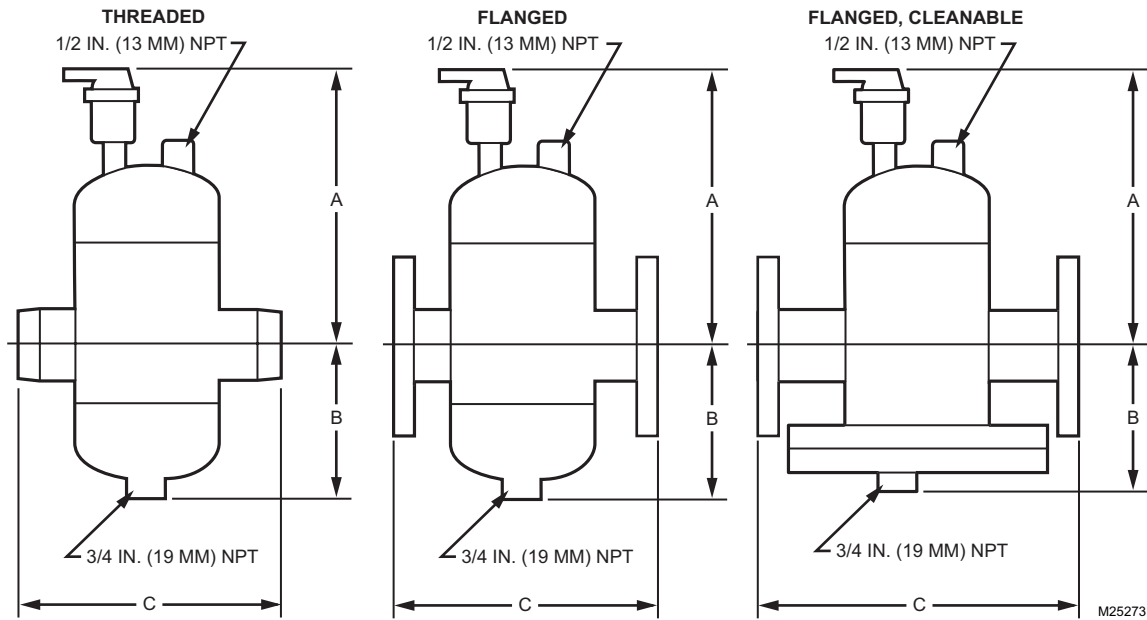 THREADED
1/2 IN. (13 MM) NPT
A
B
3/4 IN. (19 MM) NPT
C
FLANGED
1/2 IN. (13 MM) NPT
A
B
3/4 IN. (19 MM) NPT
C
FLANGED, CLEANABLE
1/2 IN. (13 MM) NPT
A
B
3/4 IN. (19 MM) NPT
C
M25273